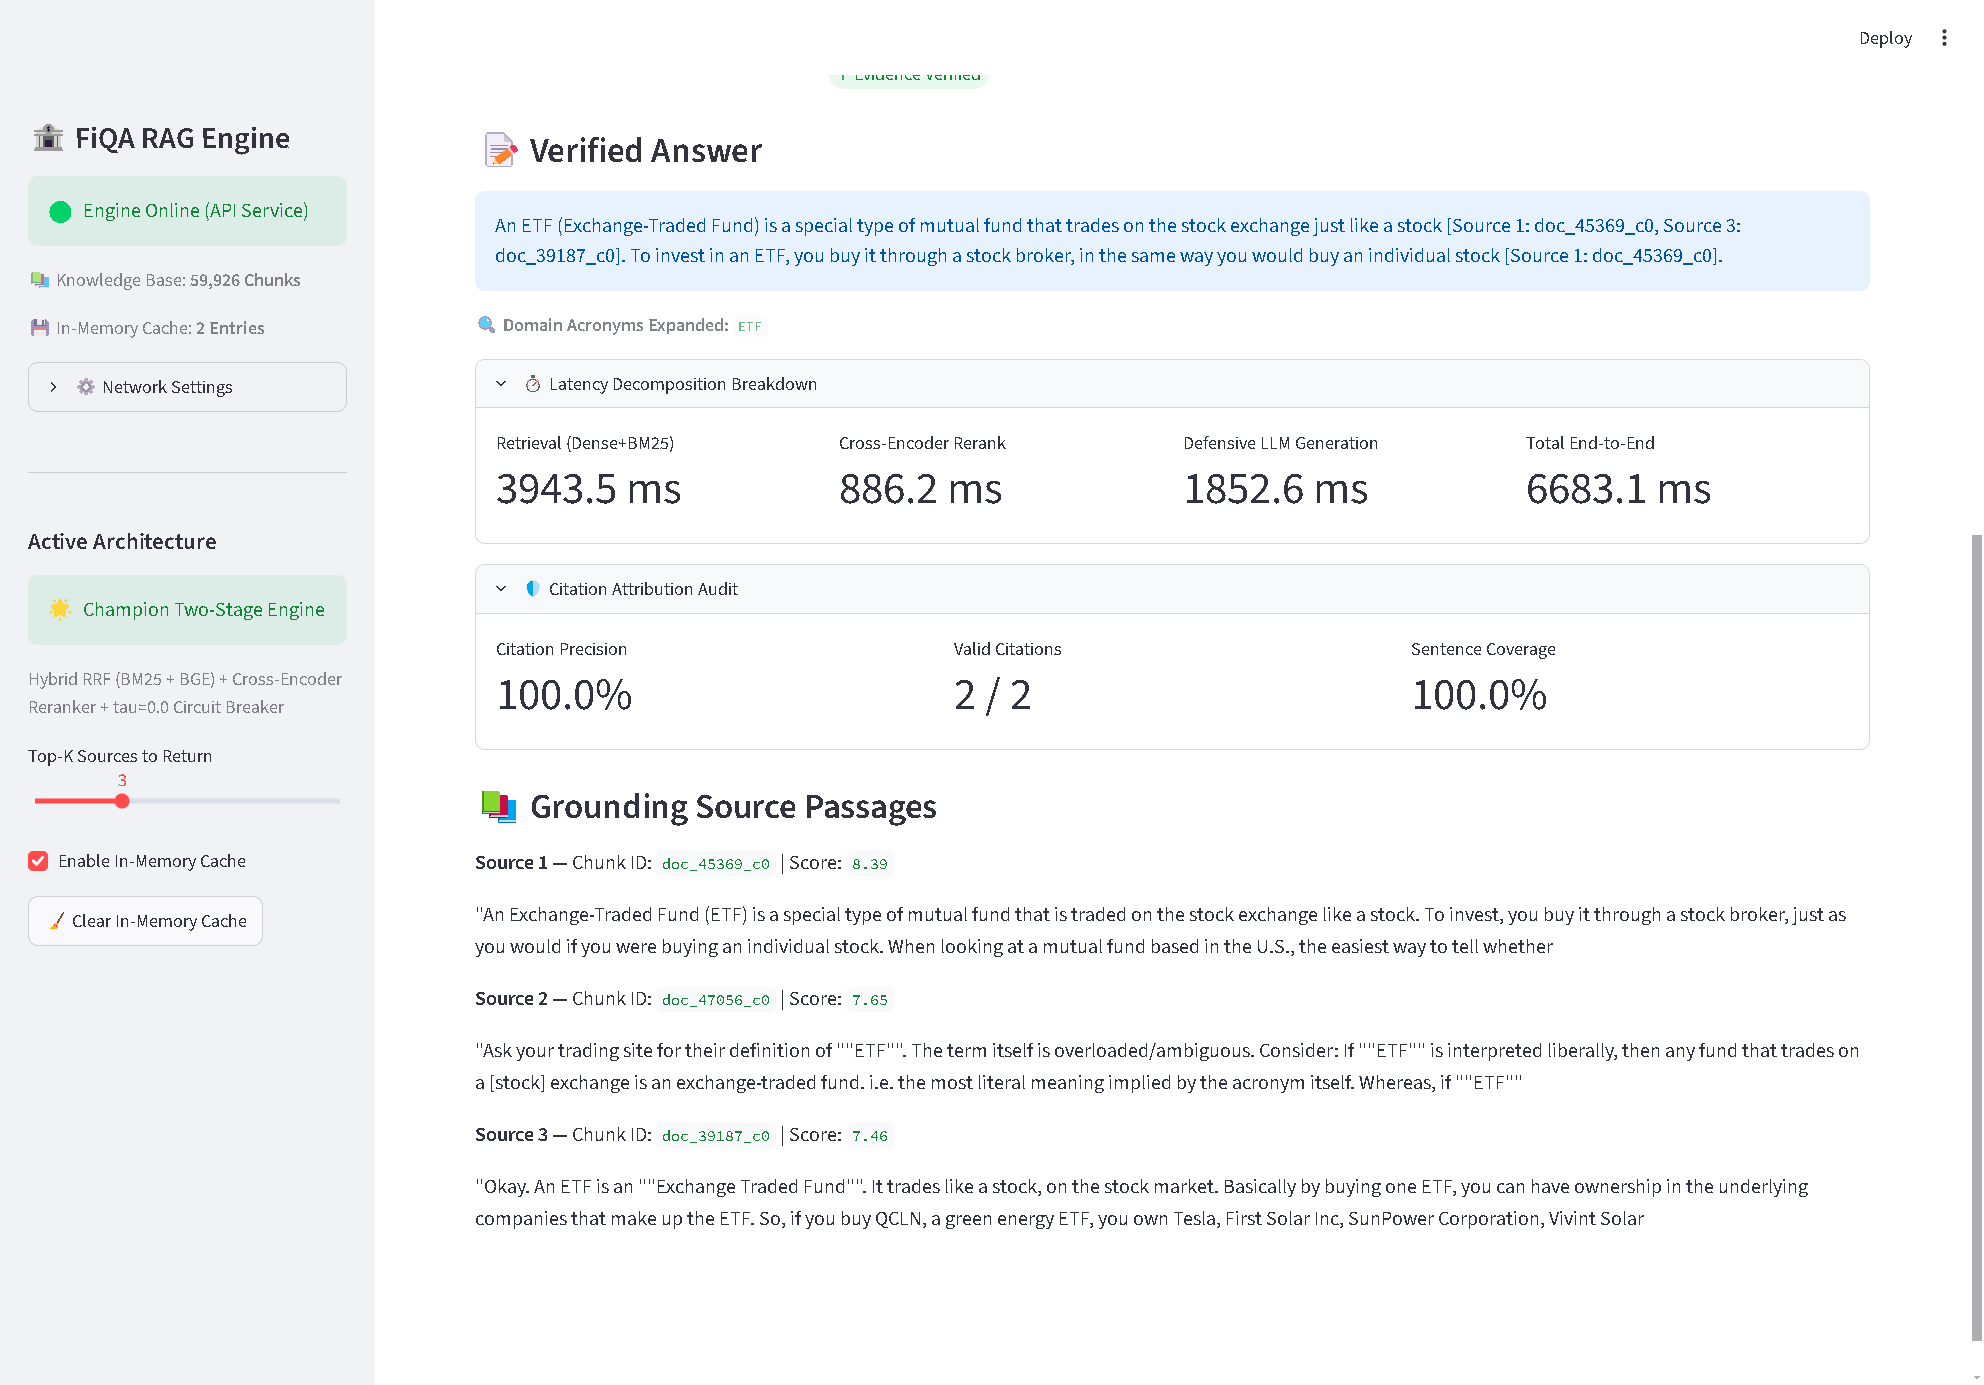 Deploy
FiQA RAG Engine
Engine Online (API Service)
Knowledge Base: 59,926 Chunks
In-Memory Cache: 2 Entries
Network Settings
Active Architecture
Champion Two-Stage Engine
Hybrid RRF (BM25 + BGE) + Cross-Encoder
Reranker + tau=0.0 Circuit Breaker
Top-K Sources to Return
3
Enable In-Memory Cache
Clear In-Memory Cache
↑ Evidence Verified
Verified Answer
An ETF (Exchange-Traded Fund) is a special type of mutual fund that trades on the stock exchange just like a stock [Source 1: doc_45369_c0, Source 3:
doc_39187_c0]. To invest in an ETF, you buy it through a stock broker, in the same way you would buy an individual stock [Source 1: doc_45369_c0].
Domain Acronyms Expanded: ETF
Latency Decomposition Breakdown
Retrieval (Dense+BM25)
3943.5 ms
Cross-Encoder Rerank
886.2 ms
Defensive LLM Generation
1852.6 ms
Total End-to-End
6683.1 ms
Citation Attribution Audit
Citation Precision
100.0%
Valid Citations
2 / 2
Sentence Coverage
100.0%
Grounding Source Passages
Source 1 — Chunk ID: doc_45369_c0 | Score: 8.39
"An Exchange-Traded Fund (ETF) is a special type of mutual fund that is traded on the stock exchange like a stock. To invest, you buy it through a stock broker, just as
you would if you were buying an individual stock. When looking at a mutual fund based in the U.S., the easiest way to tell whether
Source 2 — Chunk ID: doc_47056_c0 | Score: 7.65
"Ask your trading site for their definition of ""ETF"". The term itself is overloaded/ambiguous. Consider: If ""ETF"" is interpreted liberally, then any fund that trades on
a [stock] exchange is an exchange-traded fund. i.e. the most literal meaning implied by the acronym itself. Whereas, if ""ETF""
Source 3 — Chunk ID: doc_39187_c0 | Score: 7.46
"Okay. An ETF is an ""Exchange Traded Fund"". It trades like a stock, on the stock market. Basically by buying one ETF, you can have ownership in the underlying
companies that make up the ETF. So, if you buy QCLN, a green energy ETF, you own Tesla, First Solar Inc, SunPower Corporation, Vivint Solar